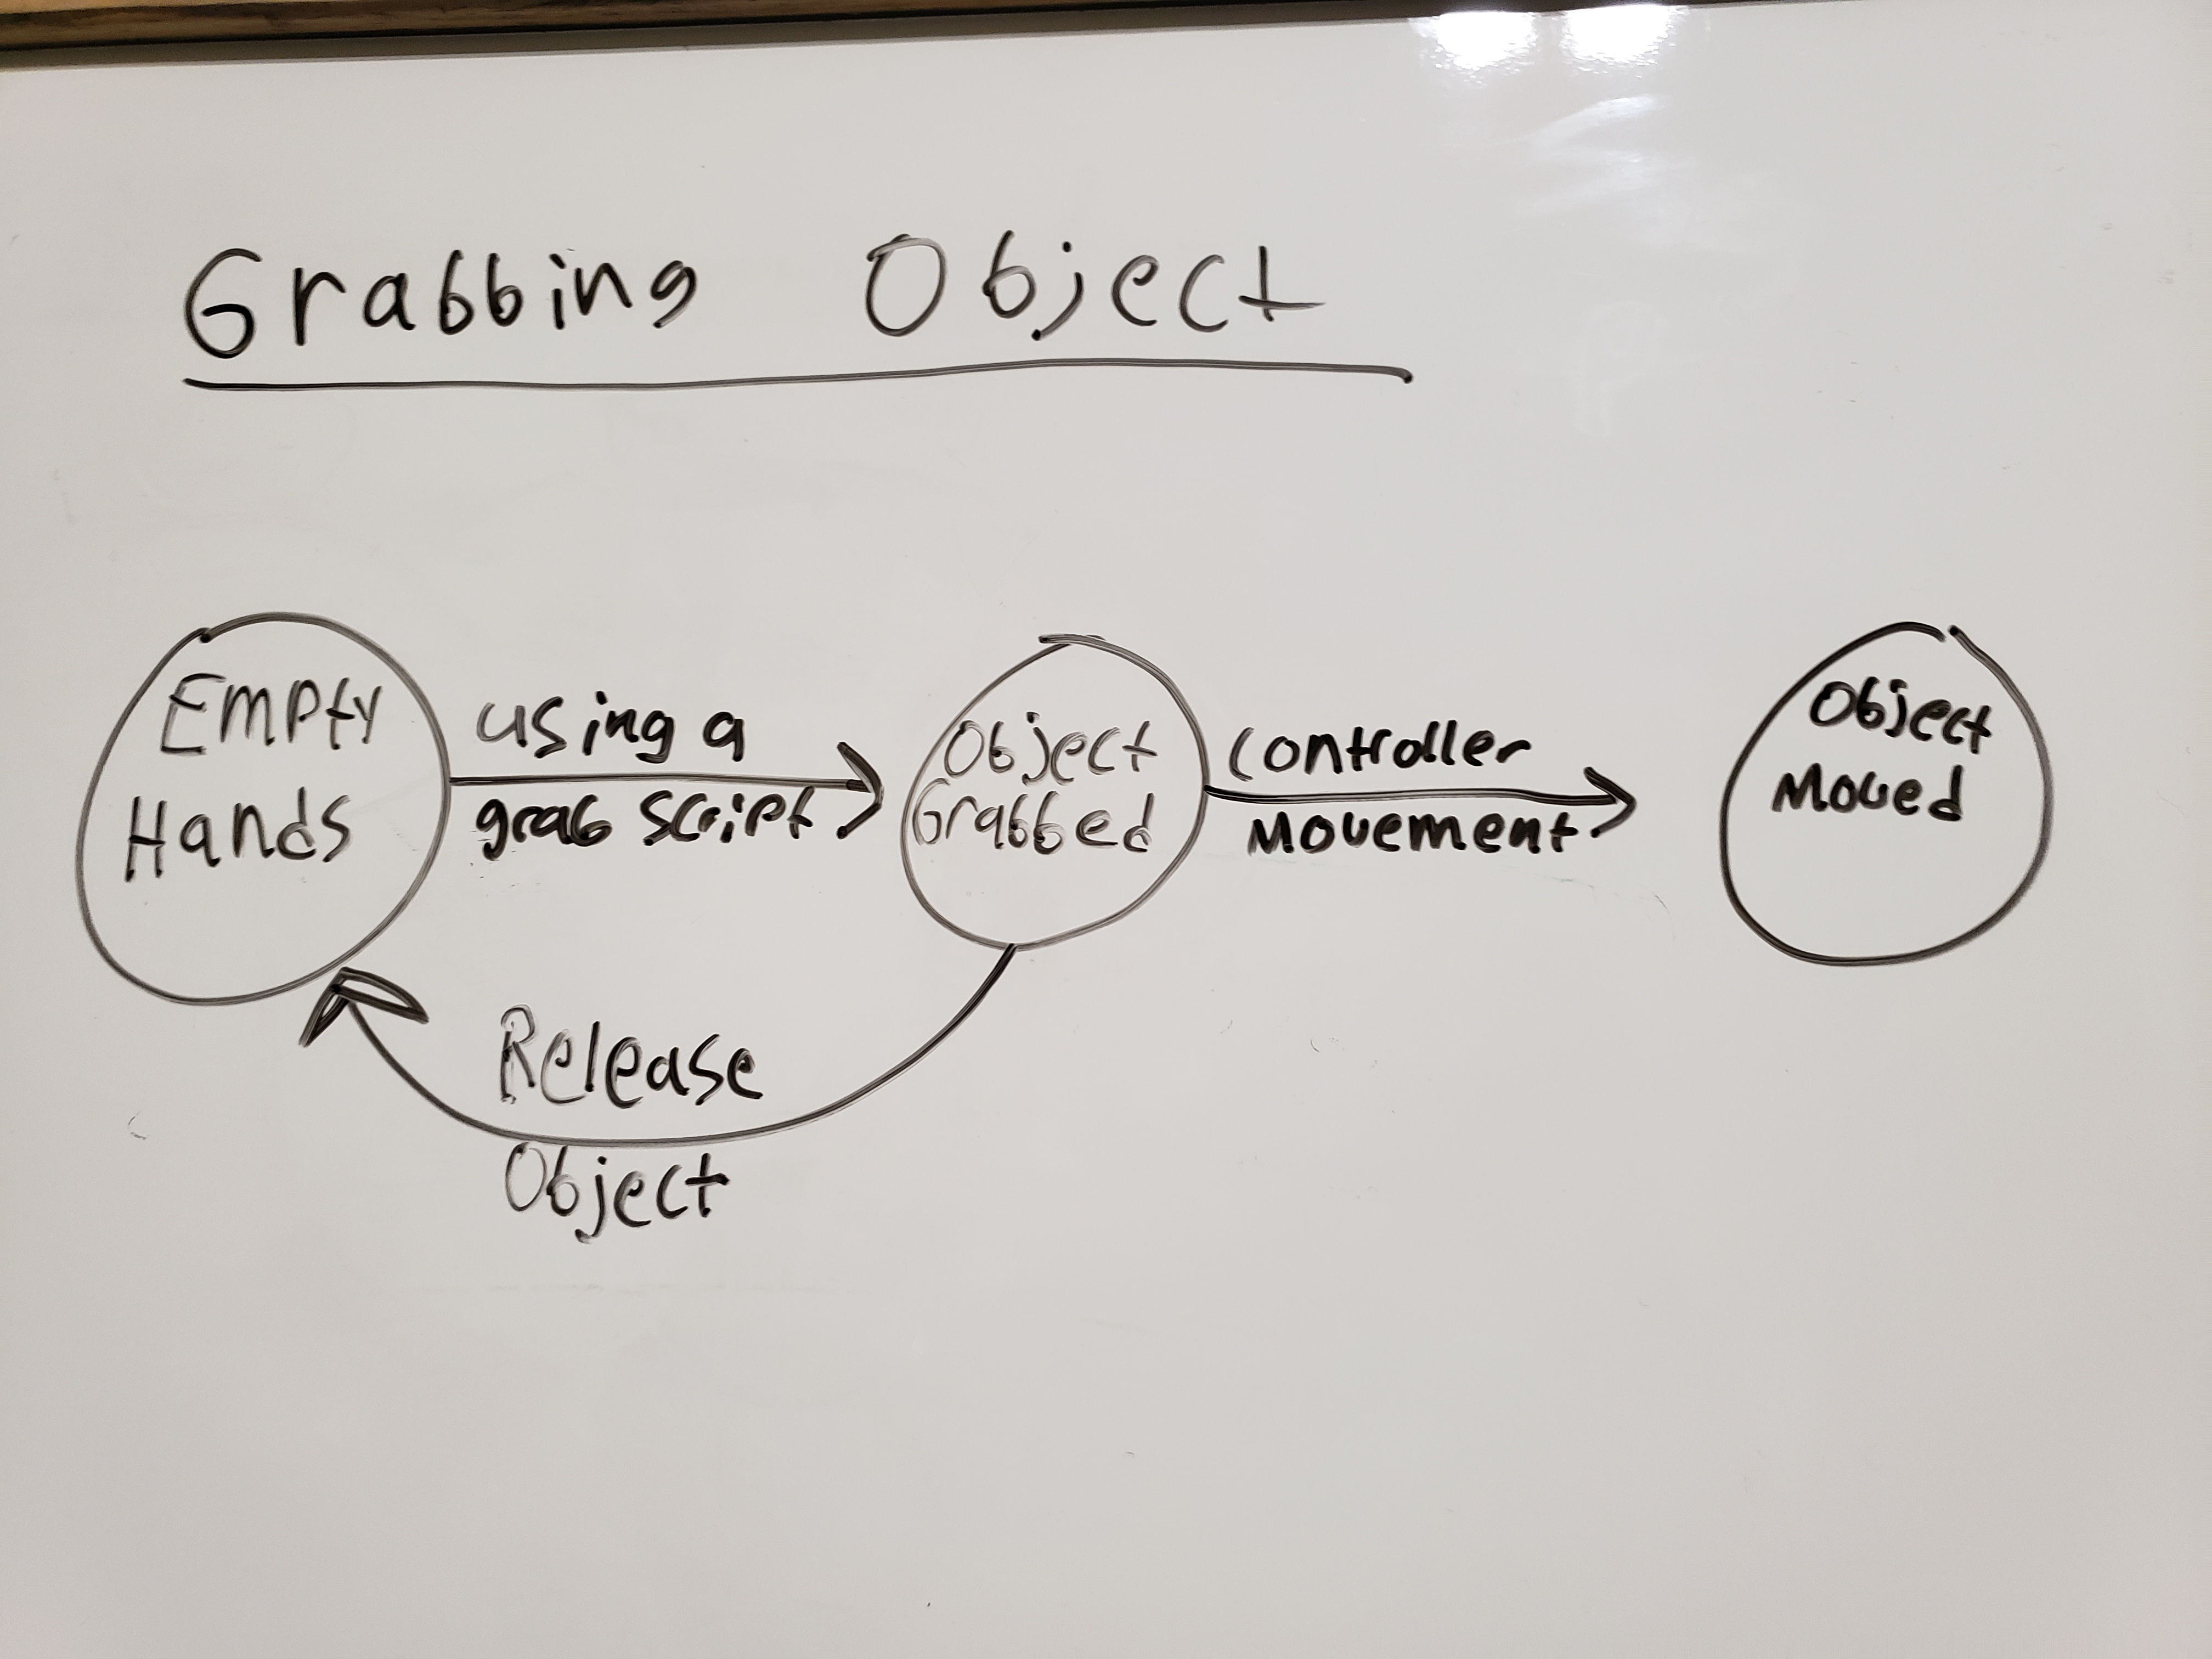 Grabbing Object
Empty
Hands
using a
grab script
Object
Grabbed
Controller
Movement
Object
Moved
Release
Object